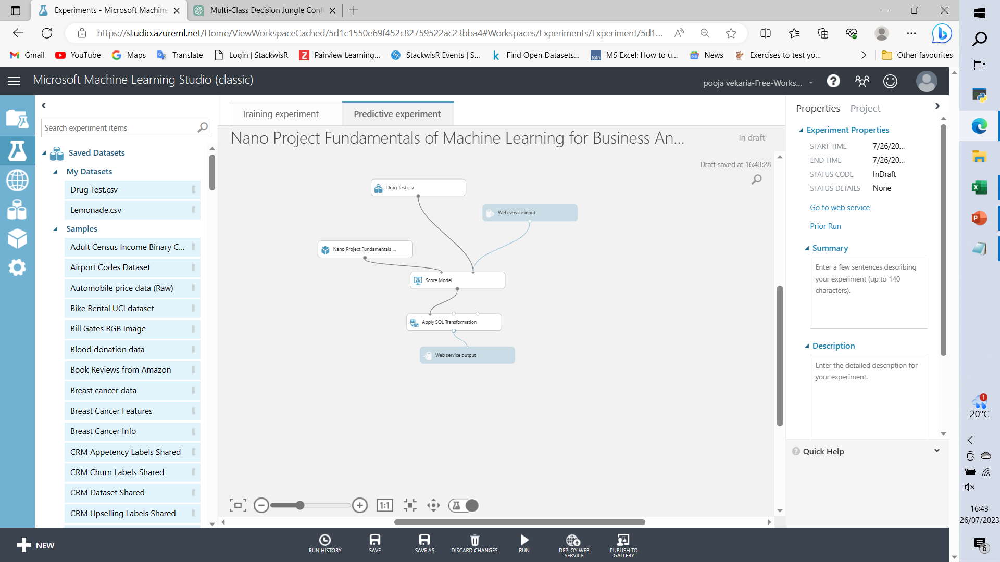 Experiments - Microsoft Machine
Multi-Class Decision Jungle Conf
https://studio.azureml.net/Home/ViewWorkspaceCached/5d1c1550e69f452c82759522ac23bba4#Workspaces/Experiments/Experiment/5d1...
Gmail
YouTube
Maps
Translate
Login | StackwisR
Pairview Learning...
StackwisR Events | S...
Find Open Datasets...
MS Excel: How to u...
News
Exercises to test yo...
Other favourites
Microsoft Machine Learning Studio (classic)
pooja vekaria-Free-Works...
Search experiment items
Saved Datasets
My Datasets
Drug Test.csv
Lemonade.csv
Samples
Adult Census Income Binary C...
Airport Codes Dataset
Automobile price data (Raw)
Bike Rental UCI dataset
Bill Gates RGB Image
Blood donation data
Book Reviews from Amazon
Breast cancer data
Breast Cancer Features
Breast Cancer Info
CRM Appetency Labels Shared
CRM Churn Labels Shared
CRM Dataset Shared
CRM Upselling Labels Shared
Training experiment
Predictive experiment
Nano Project Fundamentals of Machine Learning for Business An...
In draft
Draft saved at 16:43:28
Drug Test.csv
Web service input
Nano Project Fundamentals ...
Score Model
Apply SQL Transformation
Web service output
1:1
Properties
Project
Experiment Properties
START TIME 7/26/20...
END TIME 7/26/20...
STATUS CODE InDraft
STATUS DETAILS None
Go to web service
Prior Run
Summary
Enter a few sentences describing
your experiment (up to 140
characters).
Description
Enter the detailed description for
your experiment.
Quick Help
NEW
RUN HISTORY
SAVE
SAVE AS
DISCARD CHANGES
RUN
DEPLOY WEB
SERVICE
PUBLISH TO
GALLERY
1
20°C
16:43
26/07/2023
6